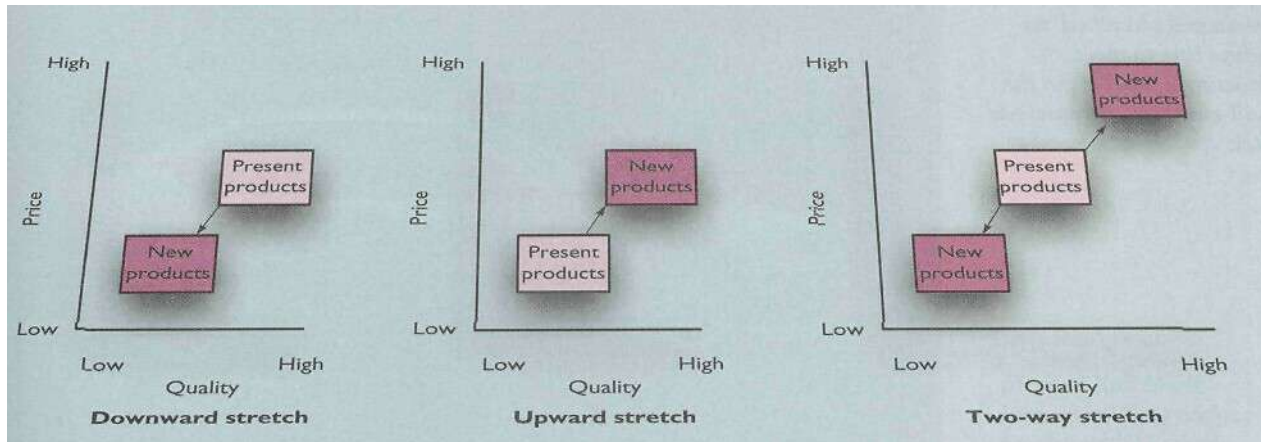 High
Price
Low
Present
products
New
products
Low
High
Quality
Downward stretch
High
Price
Low
New
products
Present
products
Low
High
Quality
Upward stretch
High
Price
Low
New
products
Present
products
New
products
Low
High
Quality
Two-way stretch